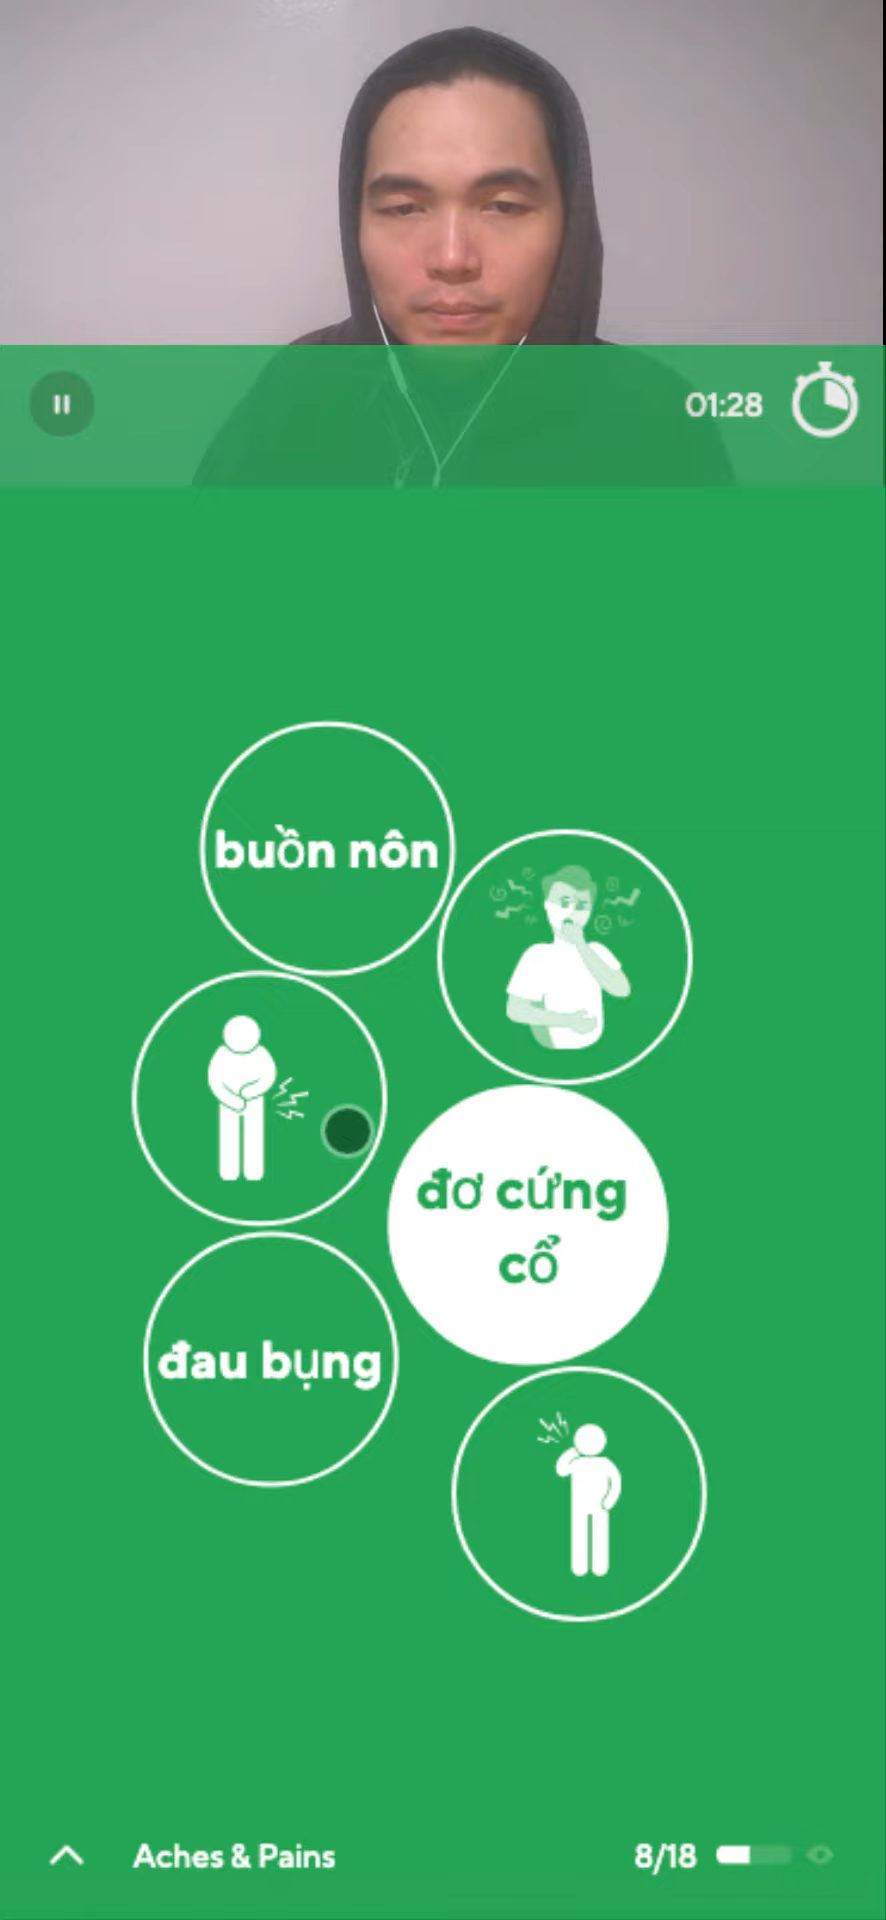 01:28
buồn nôn
đơ cứng
cổ
đau bụng
Aches & Pains
8/18